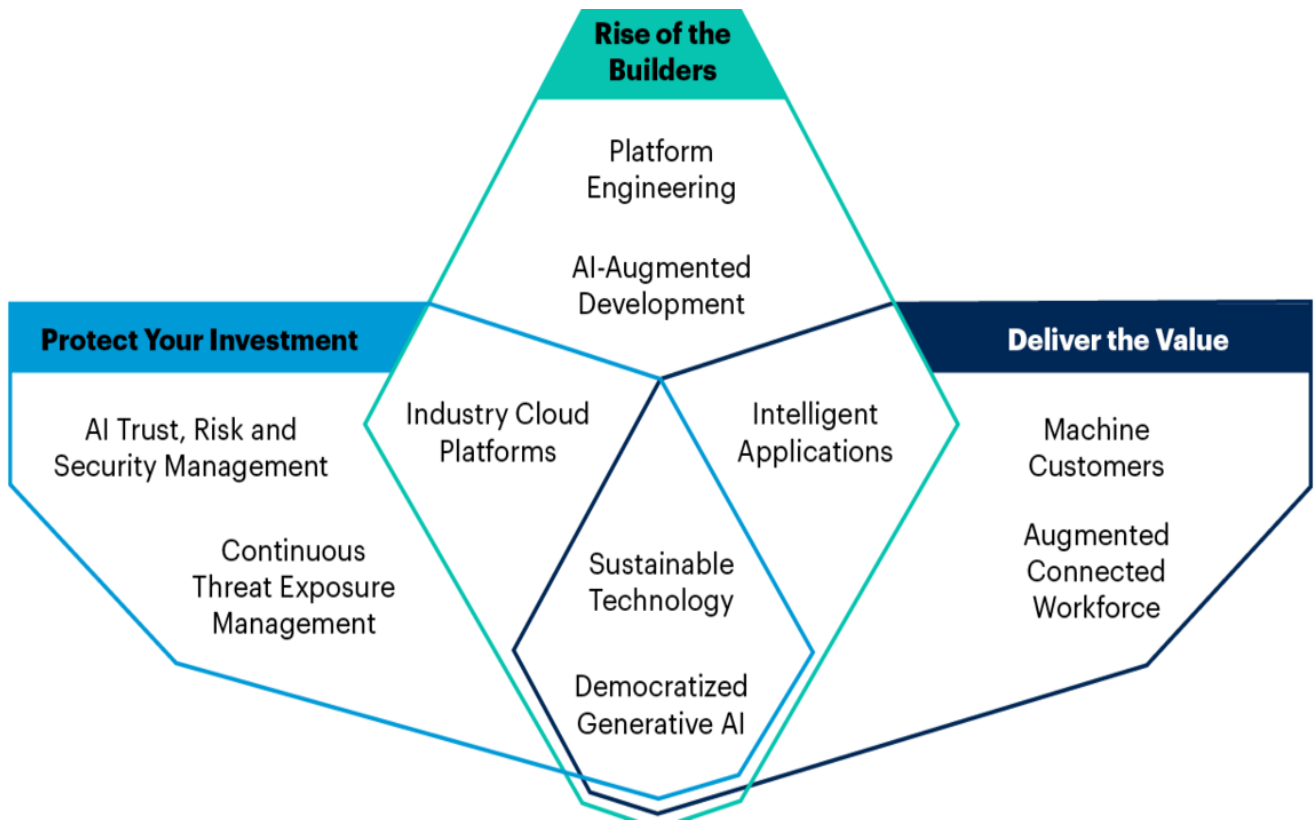 Rise of the
Builders
Platform
Engineering
AI-Augmented
Development
Protect Your Investment
Deliver the Value
AI Trust, Risk and
Security Management
Continuous
Threat Exposure
Management
Industry Cloud
Platforms
Intelligent
Applications
Sustainable
Technology
Democratized
Generative AI
Machine
Customers
Augmented
Connected
Workforce